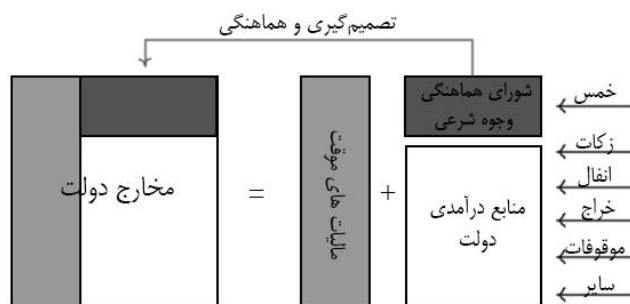 تصمیم‌گیری و هماهنگی
خمس
شورای هماهنگی
وجوه شرعی
زکات
انفال
خراج
موقوفات
سایر
منابع درآمدی
دولت
+
مالیات های موقت
=
مخارج دولت